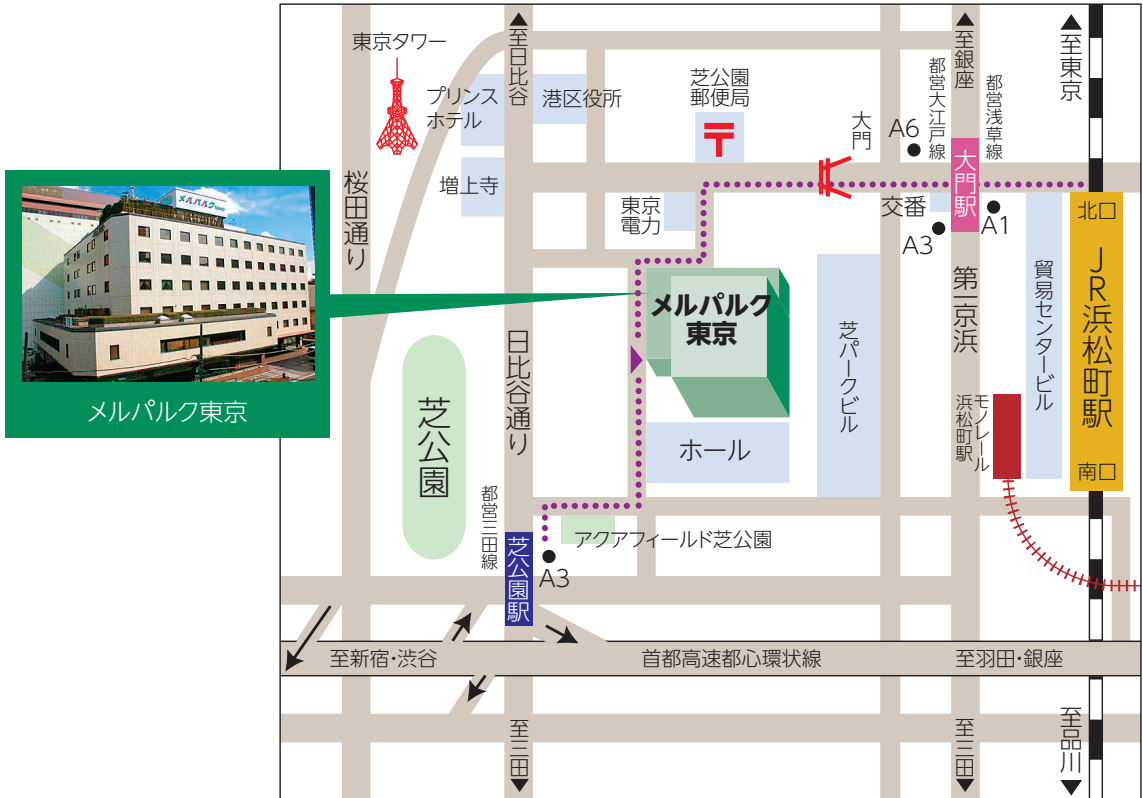 東京タワー
プリンス
ホテル
至日比谷
港区役所
芝公園
郵便局
大門
A6
都営大江戸線
至銀座
都営浅草線
至東京
増上寺
桜田通り
東京
電力
交番
A3
大門駅
A1
北口
JR浜松町駅
南口
メルパルク
メルパルク東京
メルパルク
東京
日比谷通り
芝公園
芝パークビル
第一京浜
貿易センタービル
モノレール
浜松町駅
ホール
都営三田線
芝公園駅
A3
アクアフィールド芝公園
至新宿・渋谷
首都高速都心環状線
至羽田・銀座
至三田
至三田
至品川